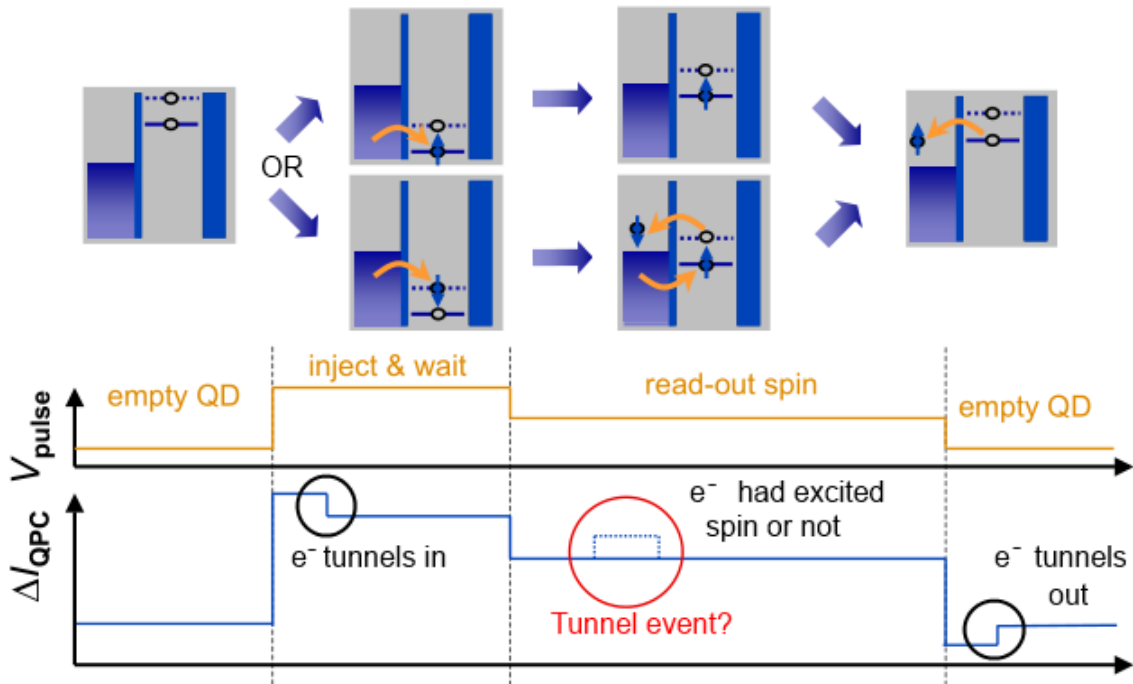 OR
empty QD
inject & wait
read-out spin
empty QD
Vpulse
e⁻ had excited
spin or not
e⁻ tunnels in
e⁻ tunnels
out
Tunnel event?
ΔIQPC